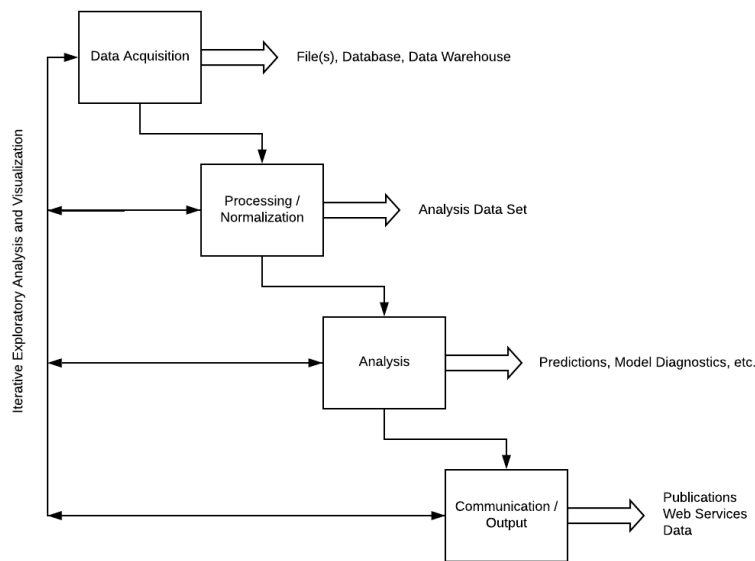 Data Acquisition
File(s), Database, Data Warehouse
Iterative Exploratory Analysis and Visualization
Processing /
Normalization
Analysis Data Set
Analysis
Predictions, Model Diagnostics, etc.
Communication /
Output
Publications
Web Services
Data